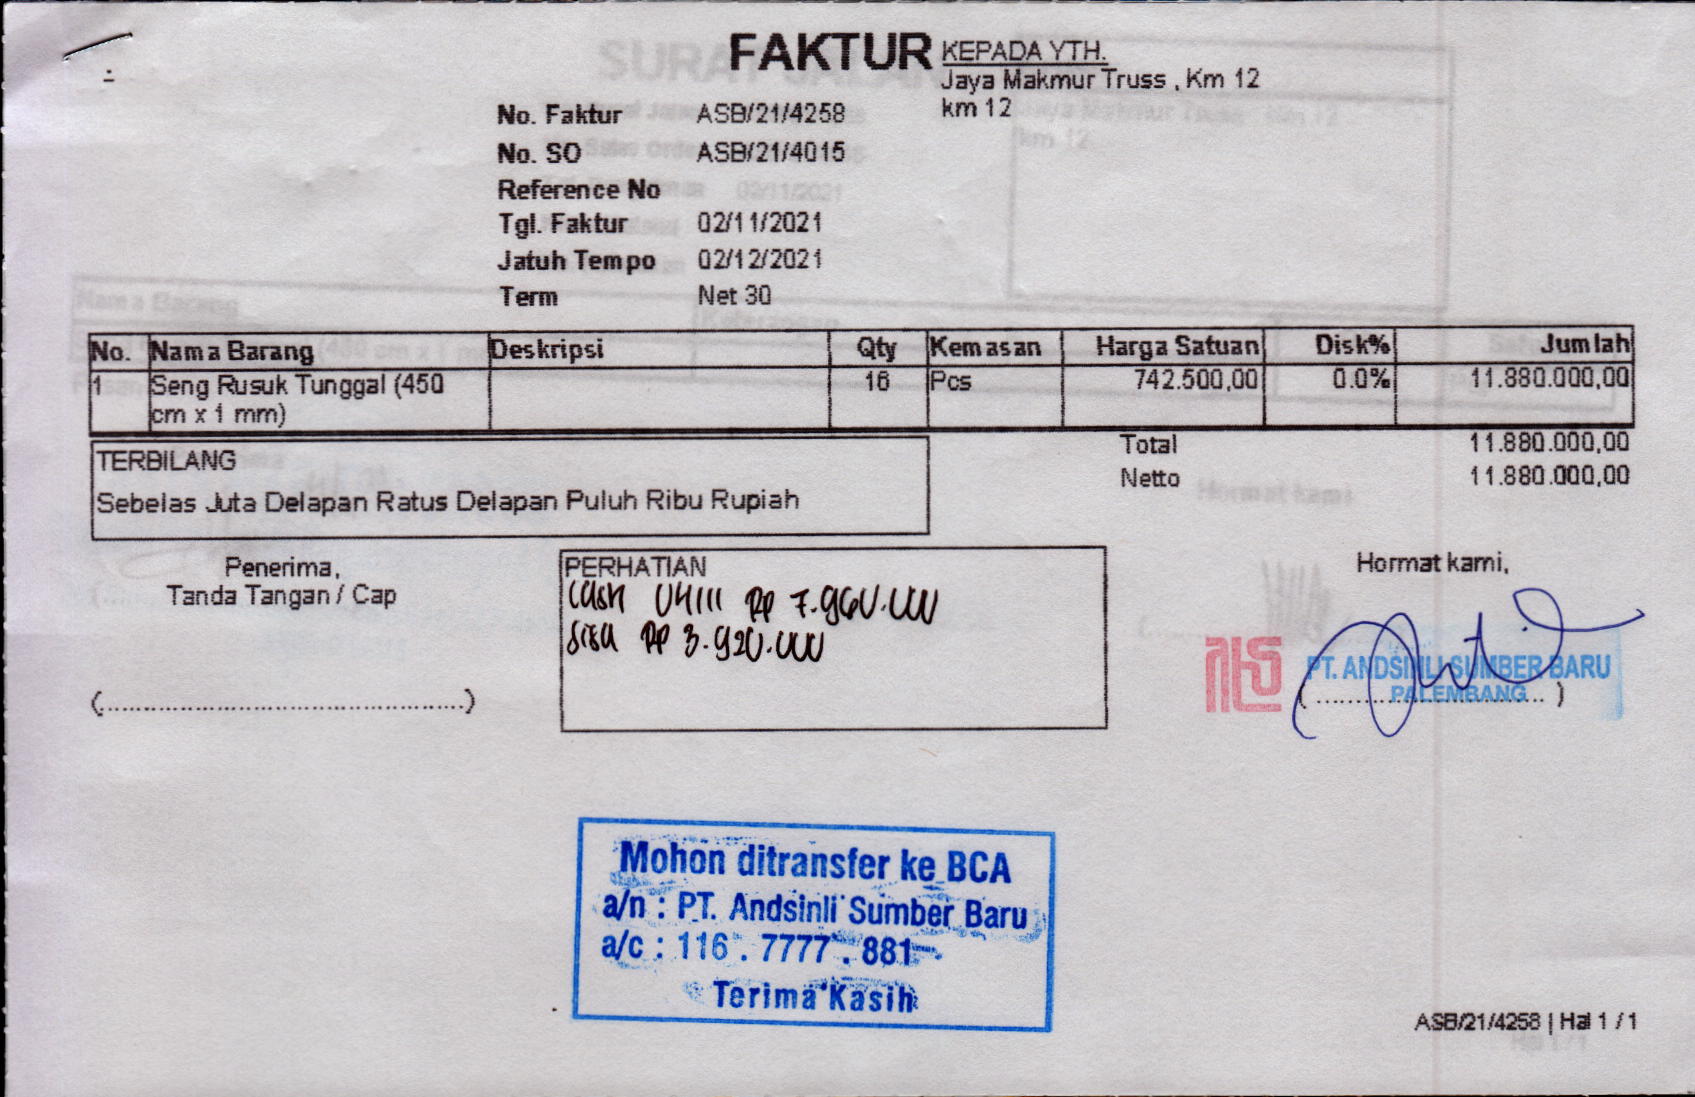 FAKTUR
KEPADA YTH.
Jaya Makmur Truss , Km 12
km 12
No. Faktur ASB/21/4258
No. SO ASB/21/4015
Reference No
Tgl. Faktur 02/11/2021
Jatuh Tempo 02/12/2021
Term Net 30
No. Nama Barang Deskripsi Qty Kemasan Harga Satuan Disk% Jumlah
1 Seng Rusuk Tunggal (450 16 Pcs 742.500,00 0.0% 11.880.000,00
cm x 1 mm)
Total 11.880.000,00
Netto 11.880.000,00
TERBILANG
Sebelas Juta Delapan Ratus Delapan Puluh Ribu Rupiah
Penerima,
Tanda Tangan / Cap
(................................................)
PERHATIAN
Cash 04/11 Rp 7.960.000
Sisa Rp 3.920.000
Hormat kami,
PT. ANDSINLI SUMBER BARU
PALEMBANG
(..............................)
Mohon ditransfer ke BCA
a/n : PT. Andsinli Sumber Baru
a/c : 116 . 7777 . 881
Terima Kasih
ASB/21/4258 | Hal 1 / 1